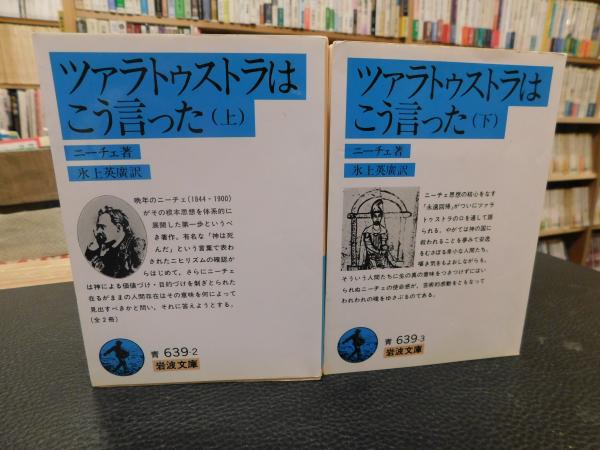 ツァラトゥストラは
こう言った(上)
ニーチェ著
氷上英廣訳
晩年のニーチェ(1844-1900)
がその根本思想を体系的に
展開した第一歩というべ
き著作。有名な「神は死
んだ」という言葉で表わ
されたニヒリズムの確認か
らはじめて、さらにニーチェ
は神による価値づけ・目的づけを剝ぎとられた
在るがままの人間存在はその意味を何によって
見出すべきかと問い、それに答えようとする。
(全2冊)
青 639-2
岩波文庫
ツァラトゥストラは
こう言った(下)
ニーチェ著
氷上英廣訳
ニーチェ思想の核心をなす
「永遠回帰」がついにツァラ
トゥストラの口を通して語
られる。やがては神の国に
救われることを夢みて安逸
をむさぼる卑小な人間たち。
嘔き気をもよおしながらも、
そういう人間たちに生の真の意味をつきつけずにはい
られぬニーチェの使命感が、芸術的感動をともなって
われわれの魂をゆさぶるものである。
青 639-3
岩波文庫